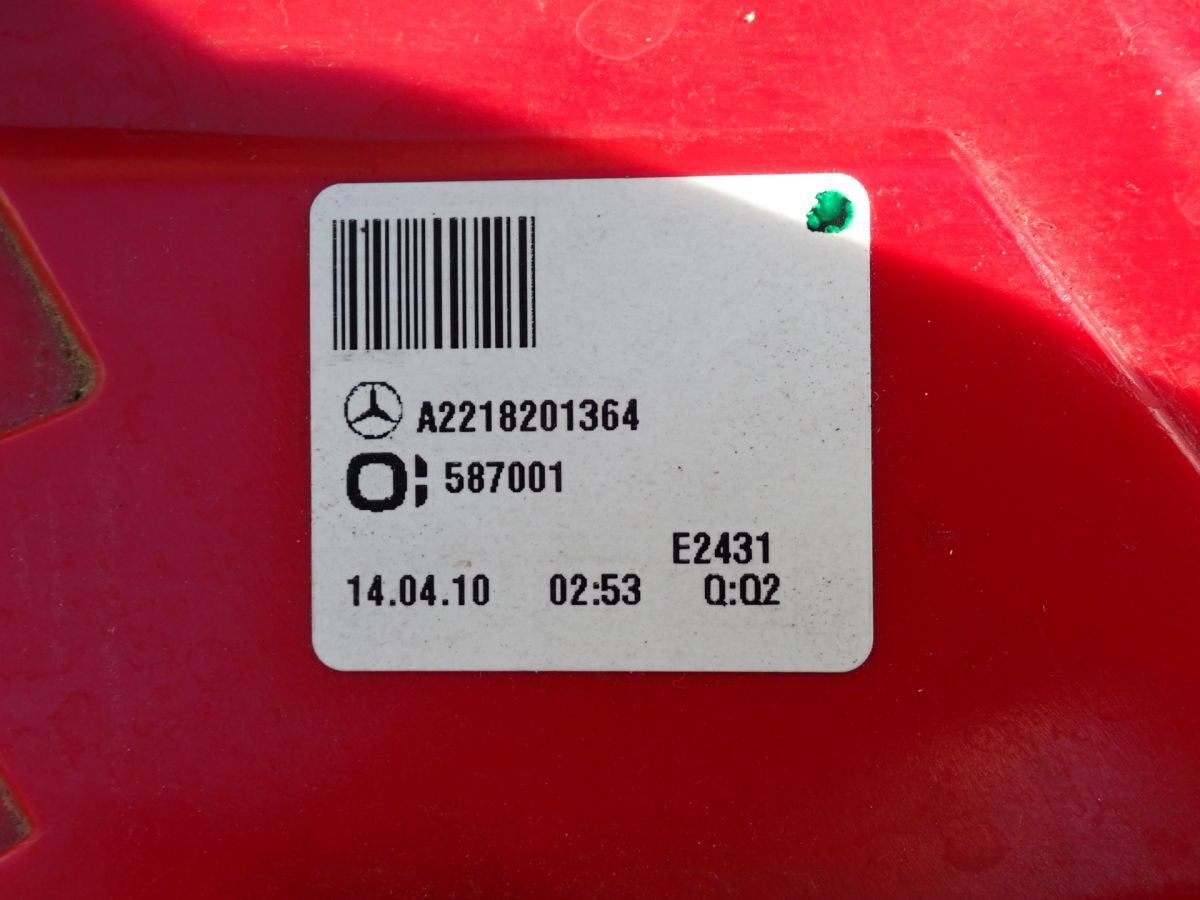 A2218201364
O: 587001
E2431
14.04.10 02:53 Q:Q2